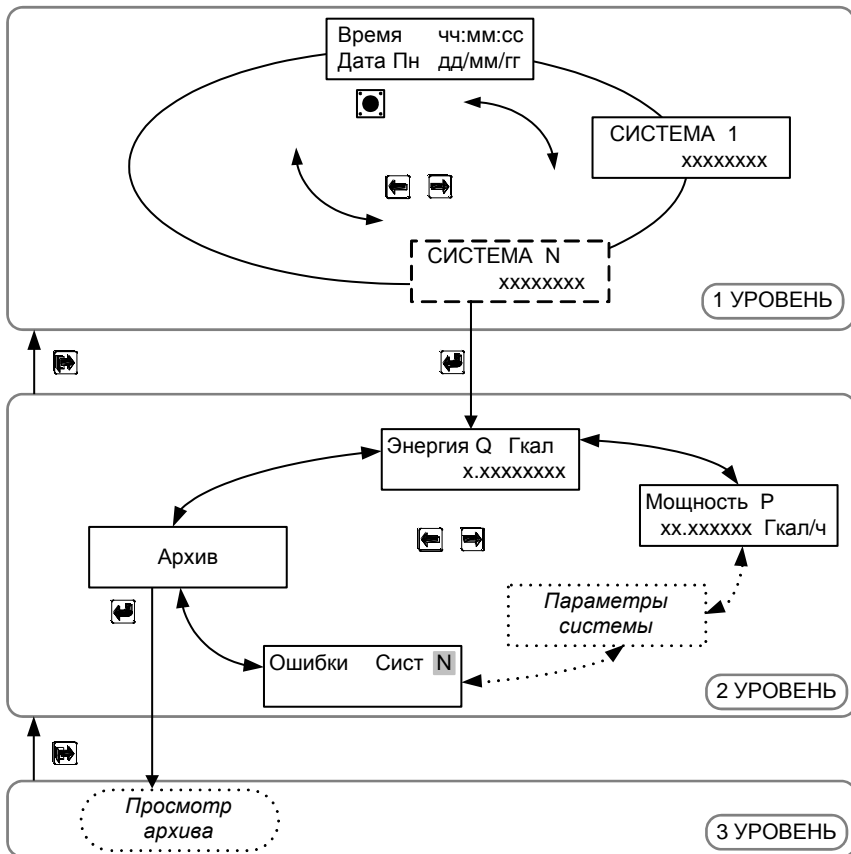 Время чч:мм:сс
Дата Пн дд/мм/гг
СИСТЕМА 1
xxxxxxxx
СИСТЕМА N
xxxxxxxx
1 УРОВЕНЬ
Энергия Q Гкал
x.xxxxxxxx
Мощность P
xx.xxxxxx Гкал/ч
Архив
Параметры
системы
Ошибки Сист N
2 УРОВЕНЬ
Просмотр
архива
3 УРОВЕНЬ